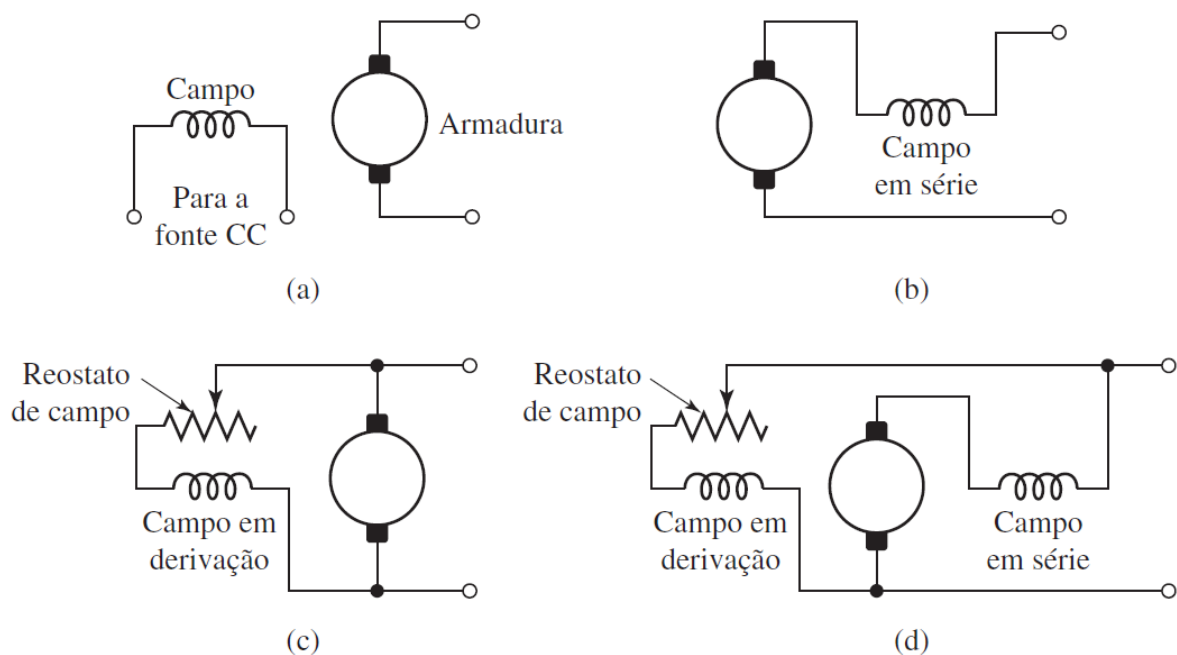 Campo
Armadura
Para a
fonte CC
(a)
Campo
em série
(b)
Reostato
de campo
Campo em
derivação
(c)
Reostato
de campo
Campo em
derivação
Campo
em série
(d)